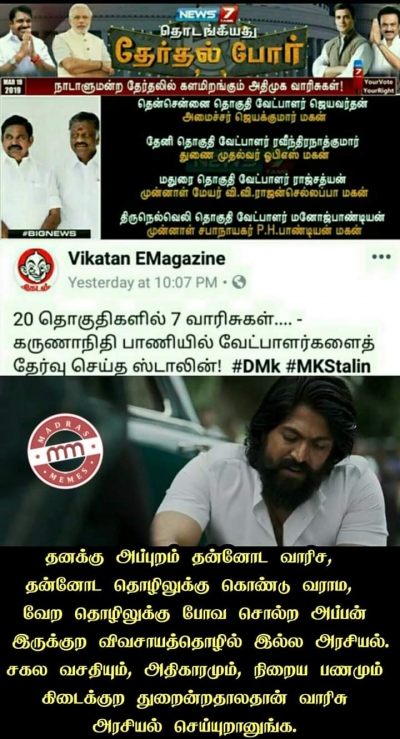 NEWS 7
தொடங்கியது
தேர்தல் போர்
MAR 18
2019
நாடாளுமன்ற தேர்தலில் களமிறங்கும் அதிமுக வாரிசுகள்!
YourVote
YourRight
தென்சென்னை தொகுதி வேட்பாளர் ஜெயவர்தன்
அமைச்சர் ஜெயக்குமார் மகன்
தேனி தொகுதி வேட்பாளர் ரவீந்திரநாத்குமார்
துணை முதல்வர் ஓபிஎஸ் மகன்
மதுரை தொகுதி வேட்பாளர் ராஜ்சத்யன்
முன்னாள் மேயர் வி.வி.ராஜன்செல்லப்பா மகன்
திருநெல்வெலி தொகுதி வேட்பாளர் மனோஜ்பாண்டியன்
முன்னாள் சபாநாயகர் P.H.பாண்டியன் மகன்
#BIGNEWS
Vikatan EMagazine
Yesterday at 10:07 PM
20 தொகுதிகளில் 7 வாரிசுகள்.... -
கருணாநிதி பாணியில் வேட்பாளர்களைத்
தேர்வு செய்த ஸ்டாலின்! #DMk #MKStalin
MADRAS
MEMES
தனக்கு அப்புறம் தன்னோட வாரிச,
தன்னோட தொழிலுக்கு கொண்டு வராம,
வேற தொழிலுக்கு போவ சொல்ற அப்பன்
இருக்குற விவசாயத்தொழில் இல்ல அரசியல்.
சகல வசதியும், அதிகாரமும், நிறைய பணமும்
கிடைக்குற துறைன்றதாலதான் வாரிசு
அரசியல் செய்யுறானுங்க.